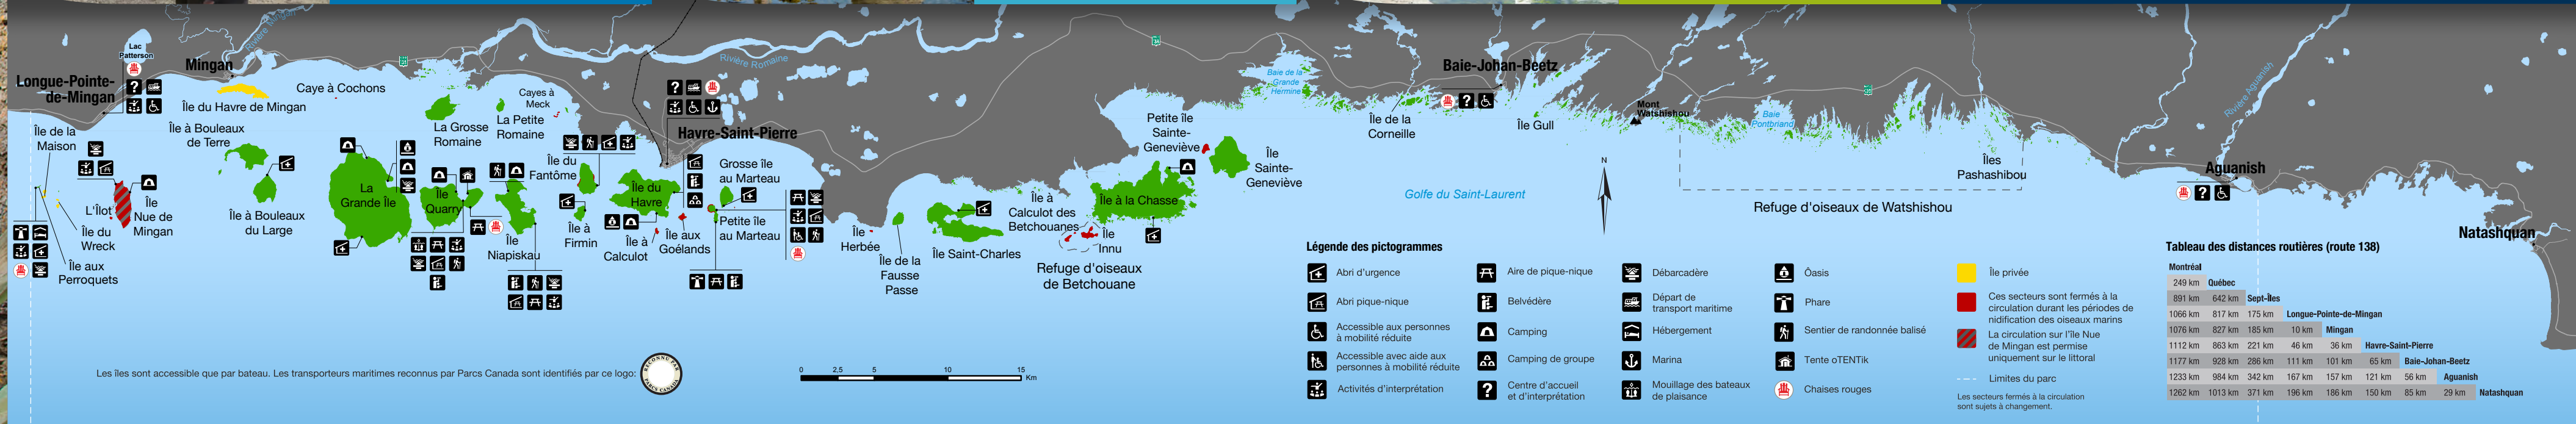 Lac
Patterson
Rivière
Mingan
Longue-Pointe-
de-Mingan
Île du Havre de Mingan
Caye à Cochons
Île de la
Maison
Île à Bouleaux
de Terre
La Grosse
Romaine
Caye à
Meck
La Petite
Romaine
Rivière Romaine
Havre-Saint-Pierre
Île du
Fantôme
Grosse île
au Marteau
L'Îlot
Île du
Wreck
Île aux
Perroquets
Île
Nue de
Mingan
Île à Bouleaux
du Large
La
Grande Île
Île
Quarry
Île
Niapiskau
Île à
Firmin
Île du
Havre
Île à
Calculot
Île aux
Goélands
Petite île
au Marteau
Île
Herbée
Île de la
Fausse
Passe
Île Saint-Charles
Île à
Calculot des
Betchouanes
Île
Innu
Refuge d'oiseaux
de Betchouane
Île à la Chasse
Petite île
Sainte-
Geneviève
Île
Sainte-
Geneviève
Baie de la
Grande
Hermine
Baie-Johan-Beetz
Île de la
Corneille
Île Gull
Mont
Watshishou
Baie
Pontbriand
Golfe du Saint-Laurent
N
Refuge d'oiseaux de Watshishou
Îles
Pashashibou
Rivière Aguanish
Aguanish
Natashquan
Les îles sont accessible que par bateau. Les transporteurs maritimes reconnus par Parcs Canada sont identifiés par ce logo:
RECONNU PAR
PARCS CANADA
0 2,5 5 10 15
Km
Légende des pictogrammes
Abri d'urgence
Abri pique-nique
Accessible aux personnes
à mobilité réduite
Accessible avec aide aux
personnes à mobilité réduite
Activités d'interprétation
Aire de pique-nique
Belvédère
Camping
Camping de groupe
Centre d'accueil
et d'interprétation
Débarcadère
Départ de
transport maritime
Hébergement
Marina
Mouillage des bateaux
de plaisance
Ôasis
Phare
Sentier de randonnée balisé
Tente oTENTik
Chaises rouges
Île privée
Ces secteurs sont fermés à la
circulation durant les périodes de
nidification des oiseaux marins
La circulation sur l'île Nue
de Mingan est permise
uniquement sur le littoral
Limites du parc
Les secteurs fermés à la circulation
sont sujets à changement.
Tableau des distances routières (route 138)
Montréal
249 km Québec
891 km 642 km Sept-Îles
1066 km 817 km 175 km Longue-Pointe-de-Mingan
1076 km 827 km 185 km 10 km Mingan
1112 km 863 km 221 km 46 km 36 km Havre-Saint-Pierre
1177 km 928 km 286 km 111 km 101 km 65 km Baie-Johan-Beetz
1233 km 984 km 342 km 167 km 157 km 121 km 56 km Aguanish
1262 km 1013 km 371 km 196 km 186 km 150 km 85 km 29 km Natashquan